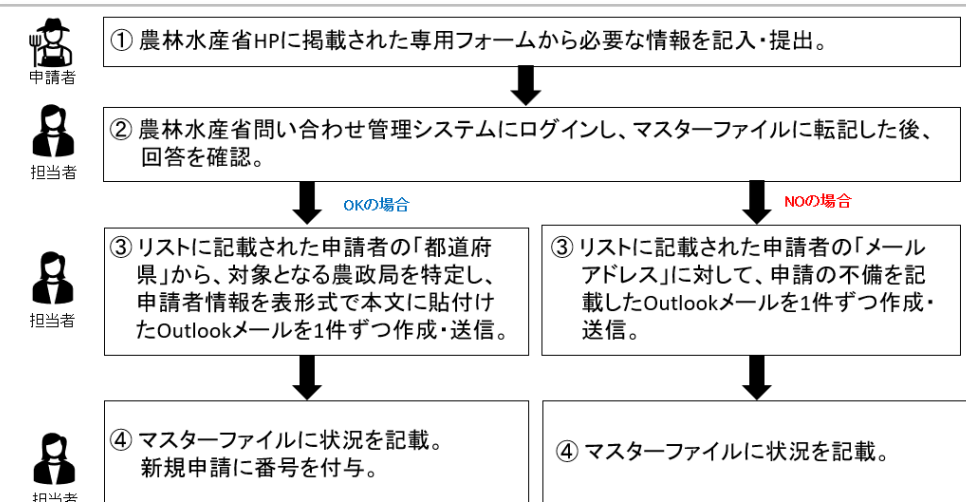 ① 農林水産省HPに掲載された専用フォームから必要な情報を記入・提出。
申請者
② 農林水産省問い合わせ管理システムにログインし、マスターファイルに転記した後、
回答を確認。
担当者
OKの場合
NOの場合
③ リストに記載された申請者の「都道府
県」から、対象となる農政局を特定し、
申請者情報を表形式で本文に貼付け
たOutlookメールを1件ずつ作成・送信。
③ リストに記載された申請者の「メール
アドレス」に対して、申請の不備を記
載したOutlookメールを1件ずつ作成・
送信。
担当者
④ マスターファイルに状況を記載。
新規申請に番号を付与。
④ マスターファイルに状況を記載。
担当者